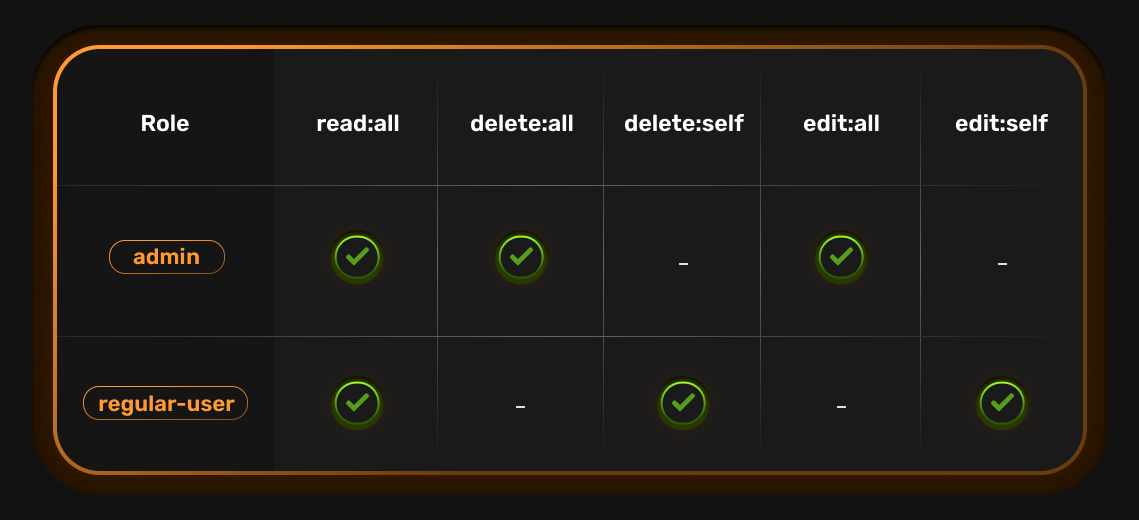 Role read:all delete:all delete:self edit:all edit:self
admin – –
regular-user – –